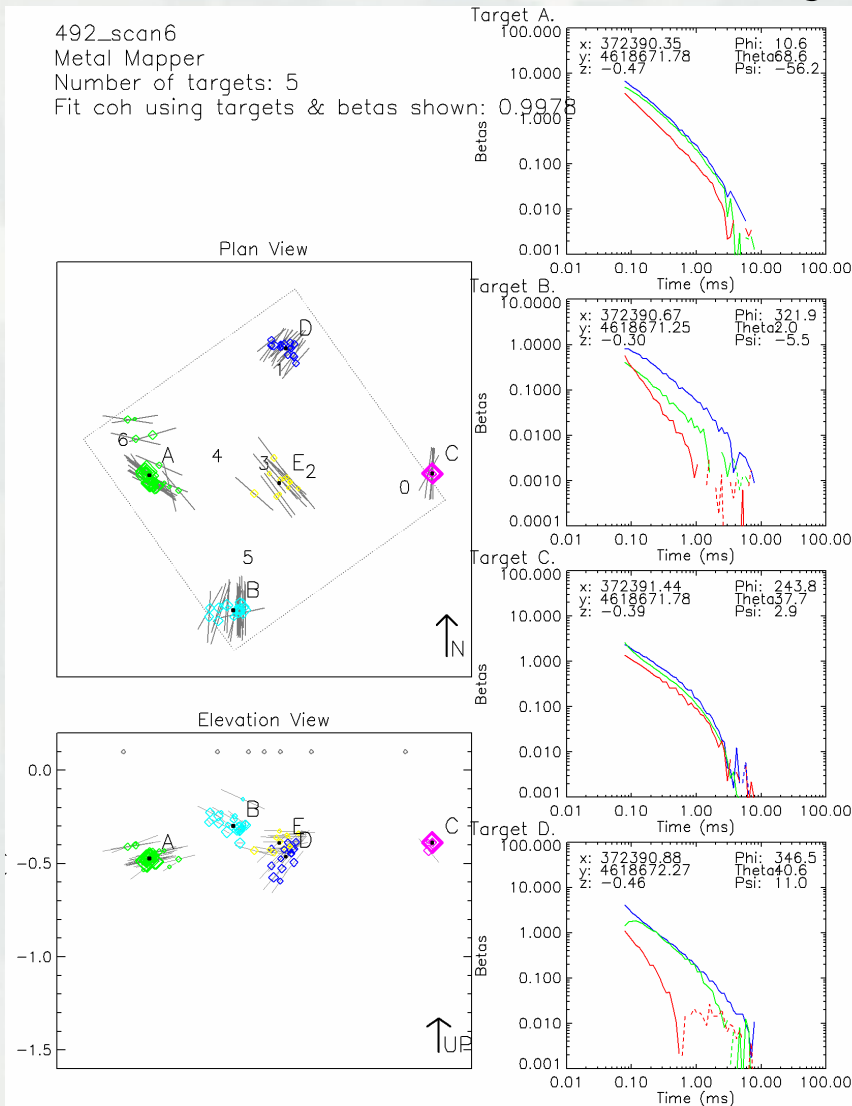 492_scan6
Metal Mapper
Number of targets: 5
Fit coh using targets & betas shown: 0.9978
Plan View
D
1
6
A
4
3
E
2
C
0
5
B
N
Elevation View
0.0
-0.5
-1.0
-1.5
A
B
E
D
C
UP
Target A.
x: 372390.35 Phi: 10.6
y: 4618671.78 Theta: 68.6
z: -0.47 Psi: -56.2
100.000
10.000
1.000
0.100
0.010
0.001
Betas
0.01 0.10 1.00 10.00 100.00
Time (ms)
Target B.
x: 372390.67 Phi: 321.9
y: 4618671.25 Theta: 2.0
z: -0.30 Psi: -5.5
10.0000
1.0000
0.1000
0.0100
0.0010
0.0001
Betas
0.01 0.10 1.00 10.00 100.00
Time (ms)
Target C.
x: 372391.44 Phi: 243.8
y: 4618671.78 Theta: 37.7
z: -0.39 Psi: 2.9
100.000
10.000
1.000
0.100
0.010
0.001
Betas
0.01 0.10 1.00 10.00 100.00
Time (ms)
Target D.
x: 372390.88 Phi: 346.5
y: 4618672.27 Theta: 40.6
z: -0.46 Psi: 11.0
100.000
10.000
1.000
0.100
0.010
0.001
Betas
0.01 0.10 1.00 10.00 100.00
Time (ms)